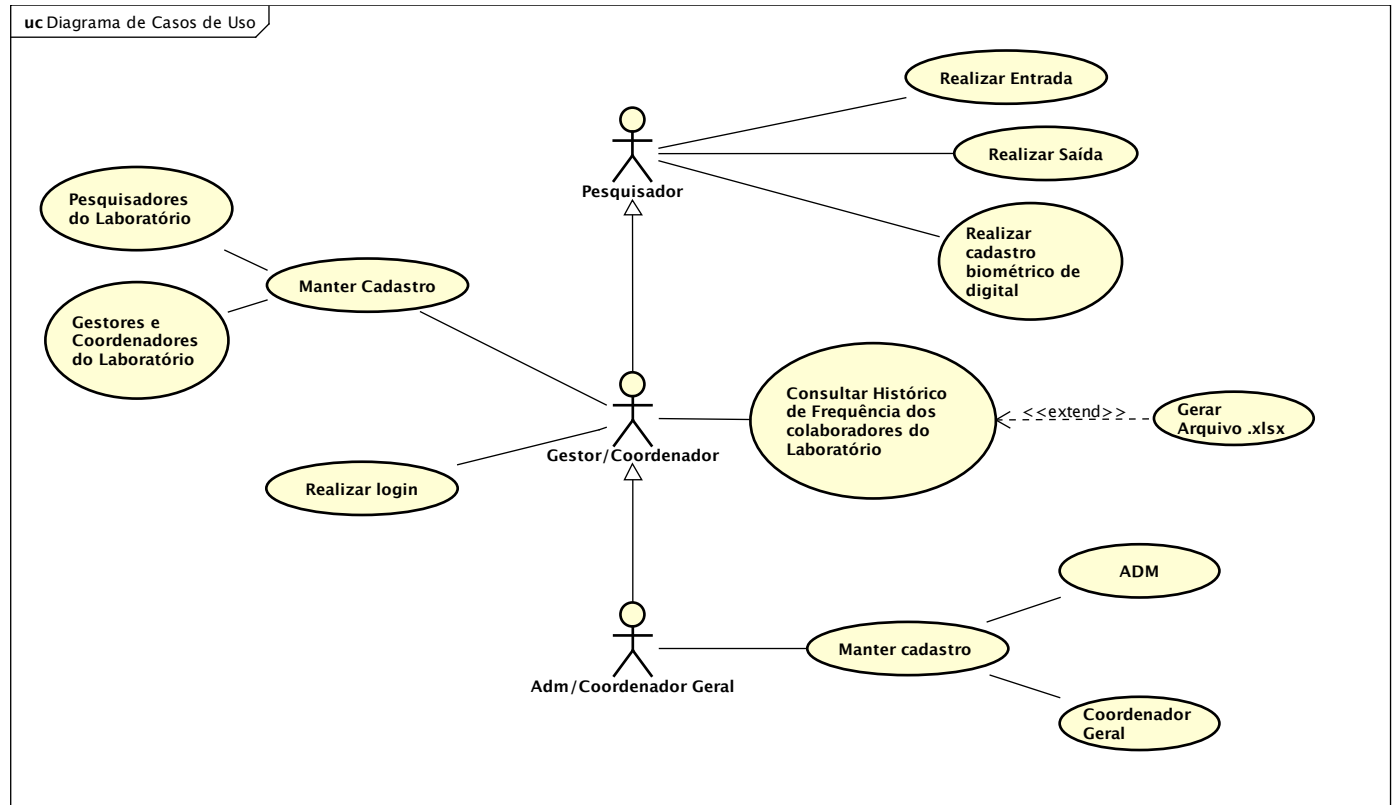 uc Diagrama de Casos de Uso
Realizar Entrada
Realizar Saída
Pesquisador
Pesquisadores
do Laboratório
Realizar
cadastro
biométrico de
digital
Manter Cadastro
Gestores e
Coordenadores
do Laboratório
Consultar Histórico
de Frequência dos
colaboradores do
Laboratório
<<extend>>
Gerar
Arquivo .xlsx
Gestor/Coordenador
Realizar login
ADM
Manter cadastro
Adm/Coordenador Geral
Coordenador
Geral